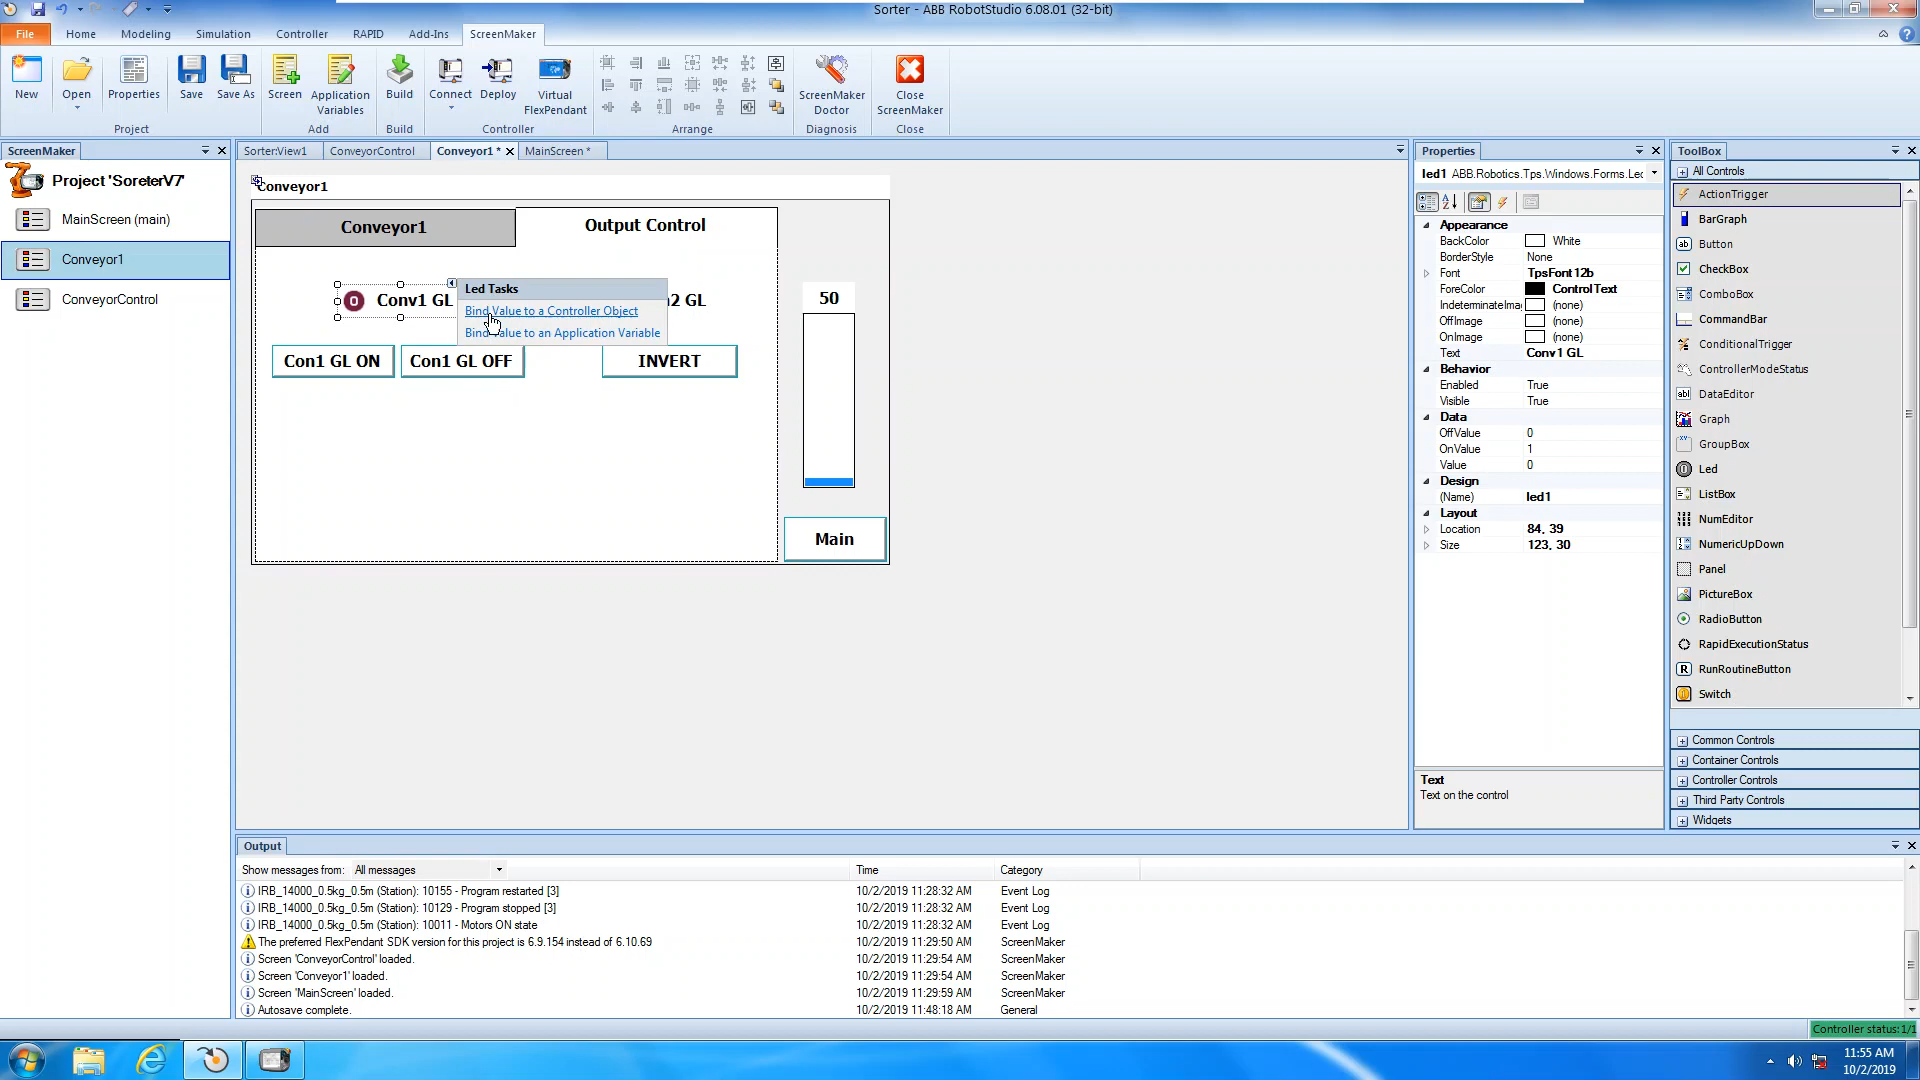 Sorter - ABB RobotStudio 6.08.01 (32-bit)
File Home Modeling Simulation Controller RAPID Add-Ins ScreenMaker
New Open Properties Save Save As Screen Application Variables Build Connect Deploy Virtual FlexPendant ScreenMaker Doctor Close ScreenMaker
Project Add Build Controller Arrange Diagnosis Close
ScreenMaker
Project 'SoreterV7'
MainScreen (main)
Conveyor1
ConveyorControl
Sorter:View1 ConveyorControl Conveyor1 * MainScreen *
Conveyor1
Conveyor1 Output Control
Conv1 GL
2 GL
Led Tasks
Bind Value to a Controller Object
Bind Value to an Application Variable
Con1 GL ON Con1 GL OFF INVERT
50
Main
Properties
led1 ABB.Robotics.Tps.Windows.Forms.Lec
Appearance
BackColor White
BorderStyle None
Font TpsFont12b
ForeColor ControlText
IndeterminateImag (none)
OffImage (none)
OnImage (none)
Text Conv1 GL
Behavior
Enabled True
Visible True
Data
OffValue 0
OnValue 1
Value 0
Design
(Name) led1
Layout
Location 84, 39
Size 123, 30
Text
Text on the control
ToolBox
All Controls
ActionTrigger
BarGraph
Button
CheckBox
ComboBox
CommandBar
ConditionalTrigger
ControllerModeStatus
DataEditor
Graph
GroupBox
Led
ListBox
NumEditor
NumericUpDown
Panel
PictureBox
RadioButton
RapidExecutionStatus
RunRoutineButton
Switch
Common Controls
Container Controls
Controller Controls
Third Party Controls
Widgets
Output
Show messages from: All messages Time Category
IRB_14000_0.5kg_0.5m (Station): 10155 - Program restarted [3] 10/2/2019 11:28:32 AM Event Log
IRB_14000_0.5kg_0.5m (Station): 10129 - Program stopped [3] 10/2/2019 11:28:32 AM Event Log
IRB_14000_0.5kg_0.5m (Station): 10011 - Motors ON state 10/2/2019 11:28:32 AM Event Log
The preferred FlexPendant SDK version for this project is 6.9.154 instead of 6.10.69 10/2/2019 11:29:50 AM ScreenMaker
Screen 'ConveyorControl' loaded. 10/2/2019 11:29:54 AM ScreenMaker
Screen 'Conveyor1' loaded. 10/2/2019 11:29:54 AM ScreenMaker
Screen 'MainScreen' loaded. 10/2/2019 11:29:59 AM ScreenMaker
Autosave complete. 10/2/2019 11:48:18 AM General
Controller status: 1/1
11:55 AM
10/2/2019